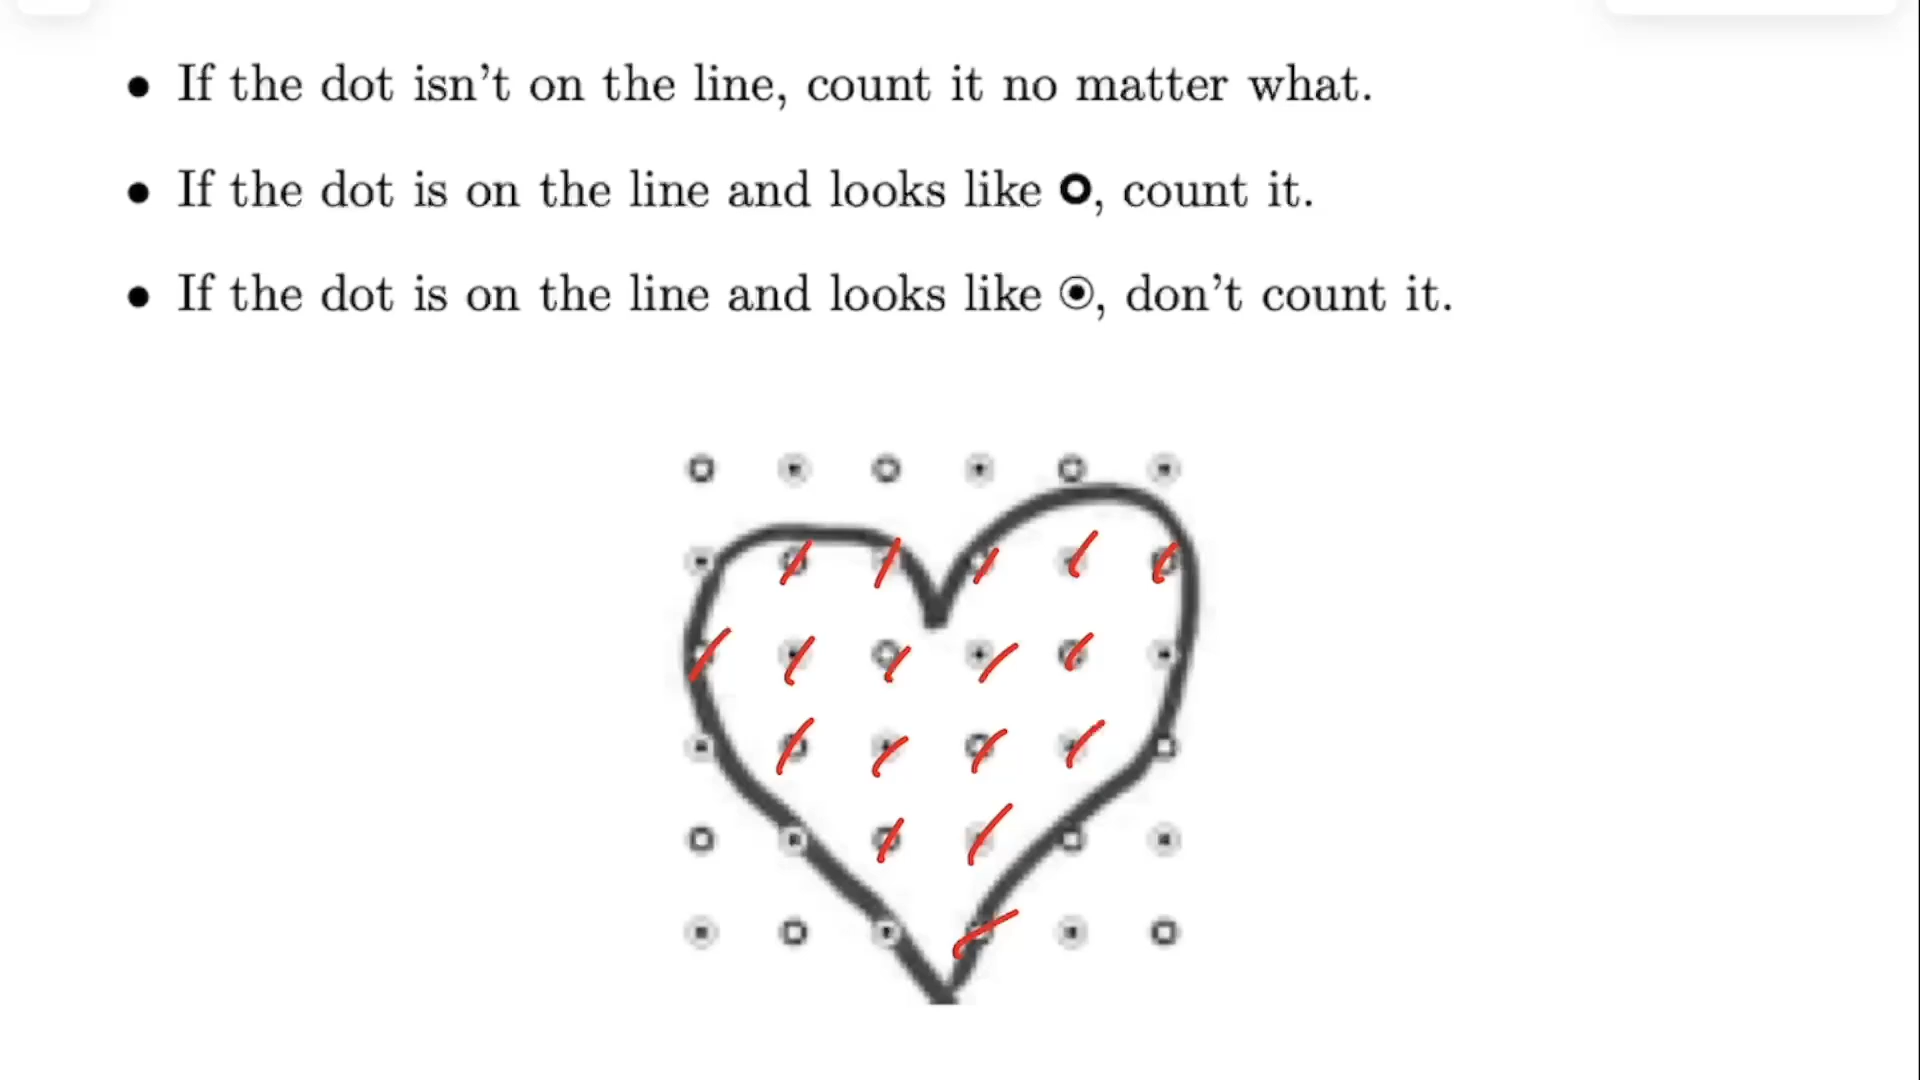 • If the dot isn’t on the line, count it no matter what.
• If the dot is on the line and looks like ⭘, count it.
• If the dot is on the line and looks like ⊙, don’t count it.